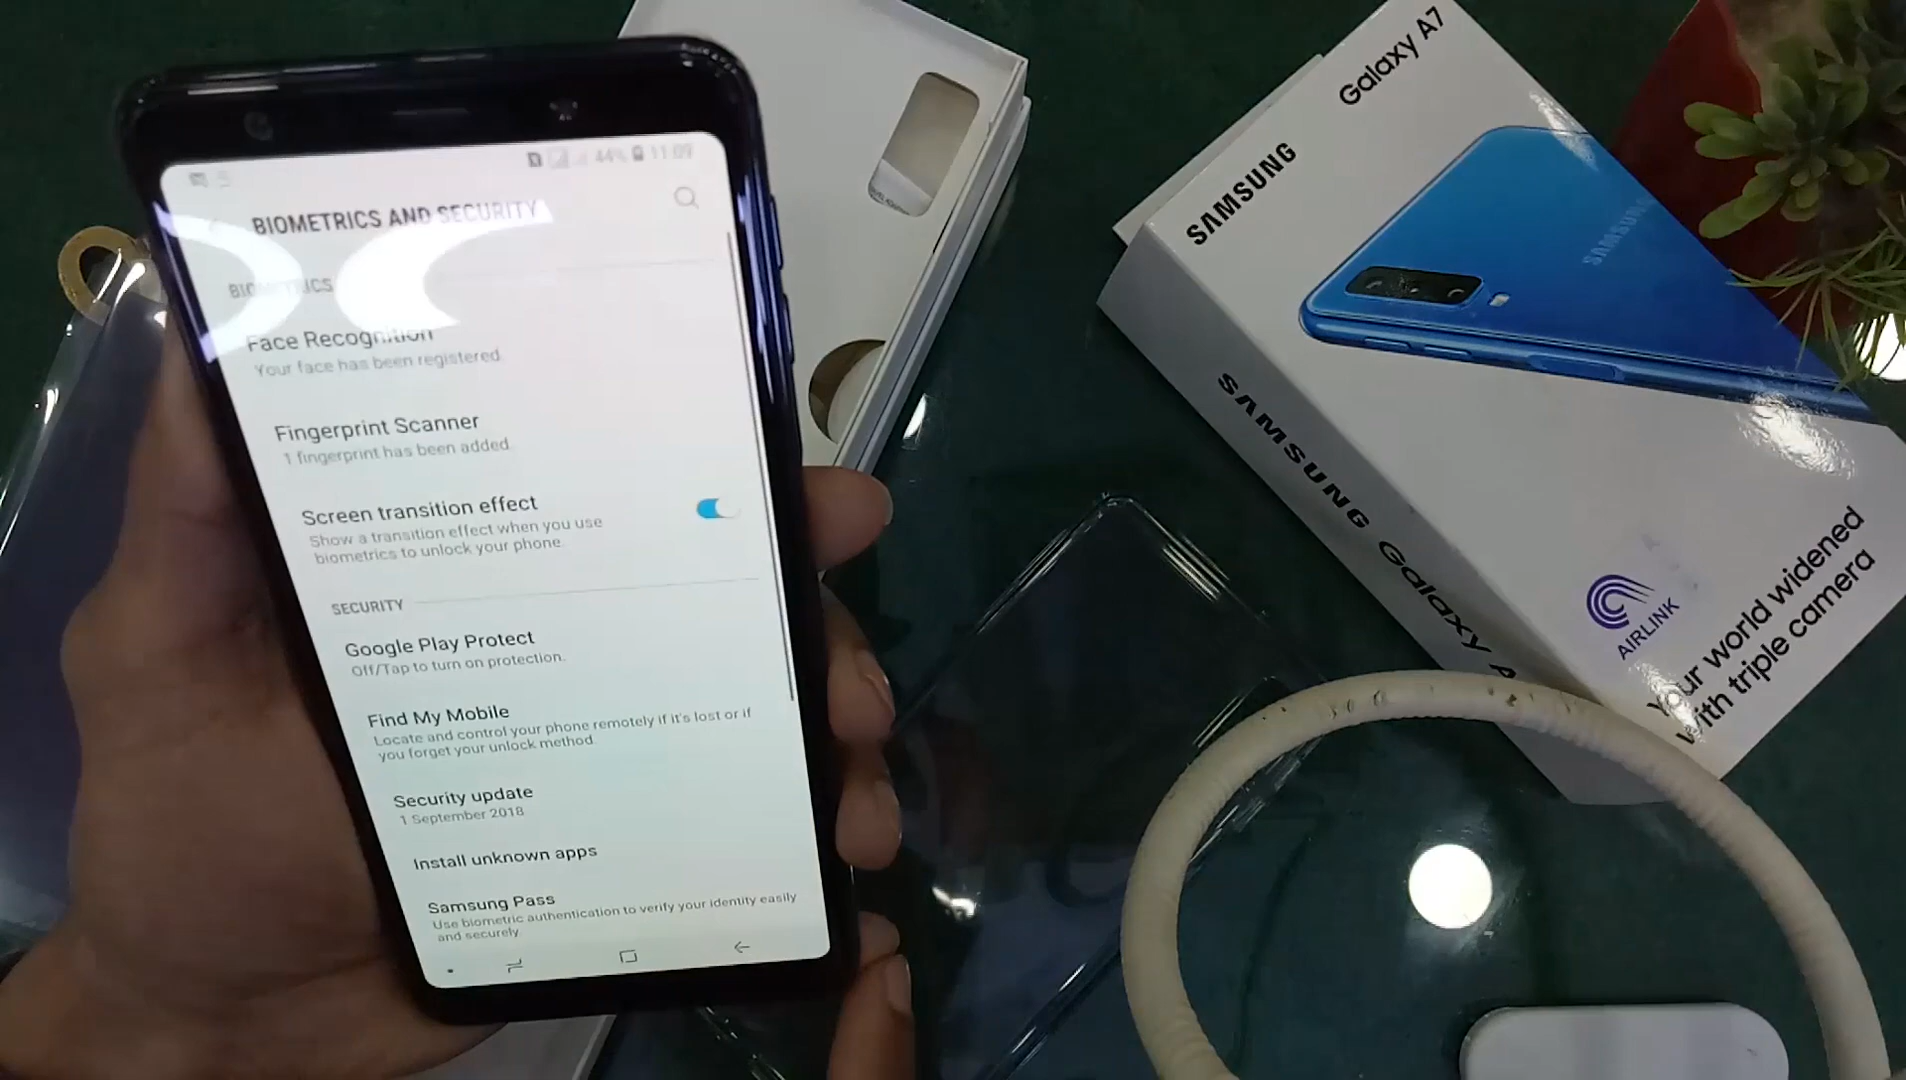 44% 11:09
BIOMETRICS AND SECURITY
BIOMETRICS
Face Recognition
Your face has been registered.
Fingerprint Scanner
1 fingerprint has been added.
Screen transition effect
Show a transition effect when you use
biometrics to unlock your phone.
SECURITY
Google Play Protect
Off/Tap to turn on protection.
Find My Mobile
Locate and control your phone remotely if it's lost or if
you forget your unlock method.
Security update
1 September 2018
Install unknown apps
Samsung Pass
Use biometric authentication to verify your identity easily
and securely.
SAMSUNG
Galaxy A7
SAMSUNG
SAMSUNG Galaxy A
AIRLINK
Your world widened
with triple camera